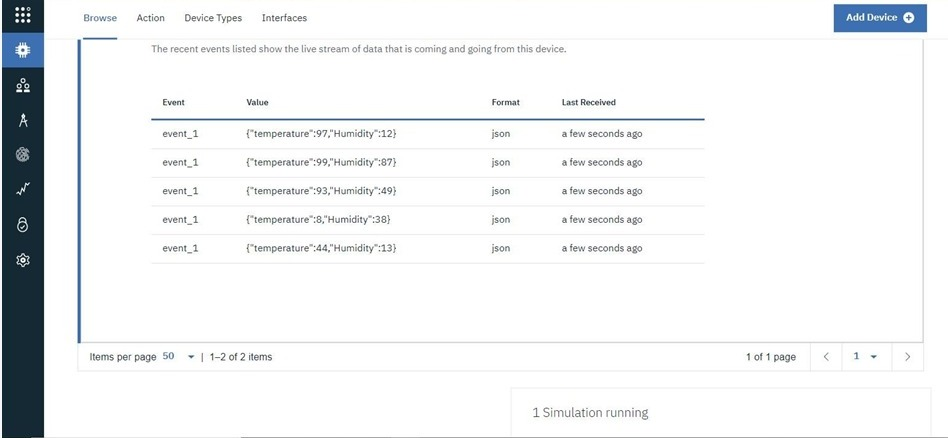 Browse Action Device Types Interfaces Add Device
The recent events listed show the live stream of data that is coming and going from this device.
Event Value Format Last Received
event_1 {"temperature":97,"Humidity":12} json a few seconds ago
event_1 {"temperature":99,"Humidity":87} json a few seconds ago
event_1 {"temperature":93,"Humidity":49} json a few seconds ago
event_1 {"temperature":8,"Humidity":38} json a few seconds ago
event_1 {"temperature":44,"Humidity":13} json a few seconds ago
Items per page 50 | 1–2 of 2 items 1 of 1 page 1
1 Simulation running